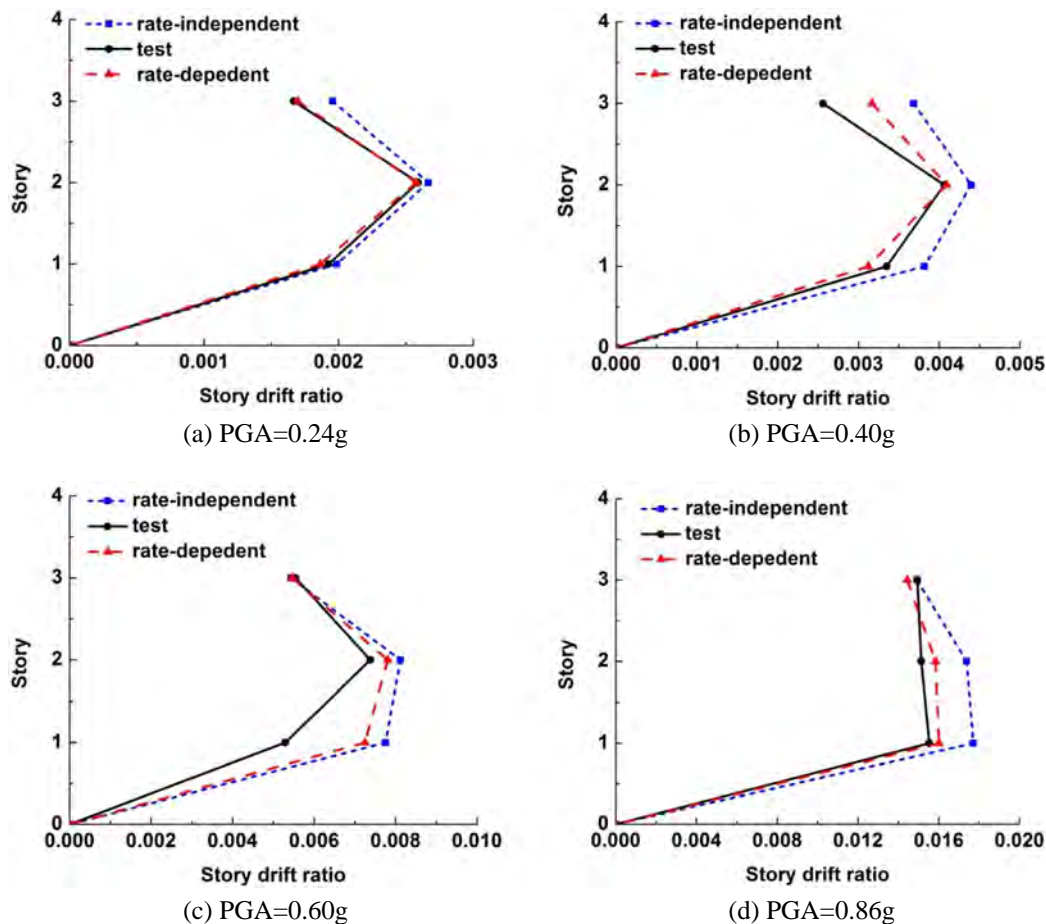 4
rate-independent
test
rate-depedent
3
2
1
0
Story
0.000 0.001 0.002 0.003
Story drift ratio
(a) PGA=0.24g
4
rate-independent
test
rate-depedent
3
2
1
0
Story
0.000 0.001 0.002 0.003 0.004 0.005
Story drift ratio
(b) PGA=0.40g
4
rate-independent
test
rate-depedent
3
2
1
0
Story
0.000 0.002 0.004 0.006 0.008 0.010
Story drift ratio
(c) PGA=0.60g
4
rate-independent
test
rate-depedent
3
2
1
0
Story
0.000 0.004 0.008 0.012 0.016 0.020
Story drift ratio
(d) PGA=0.86g